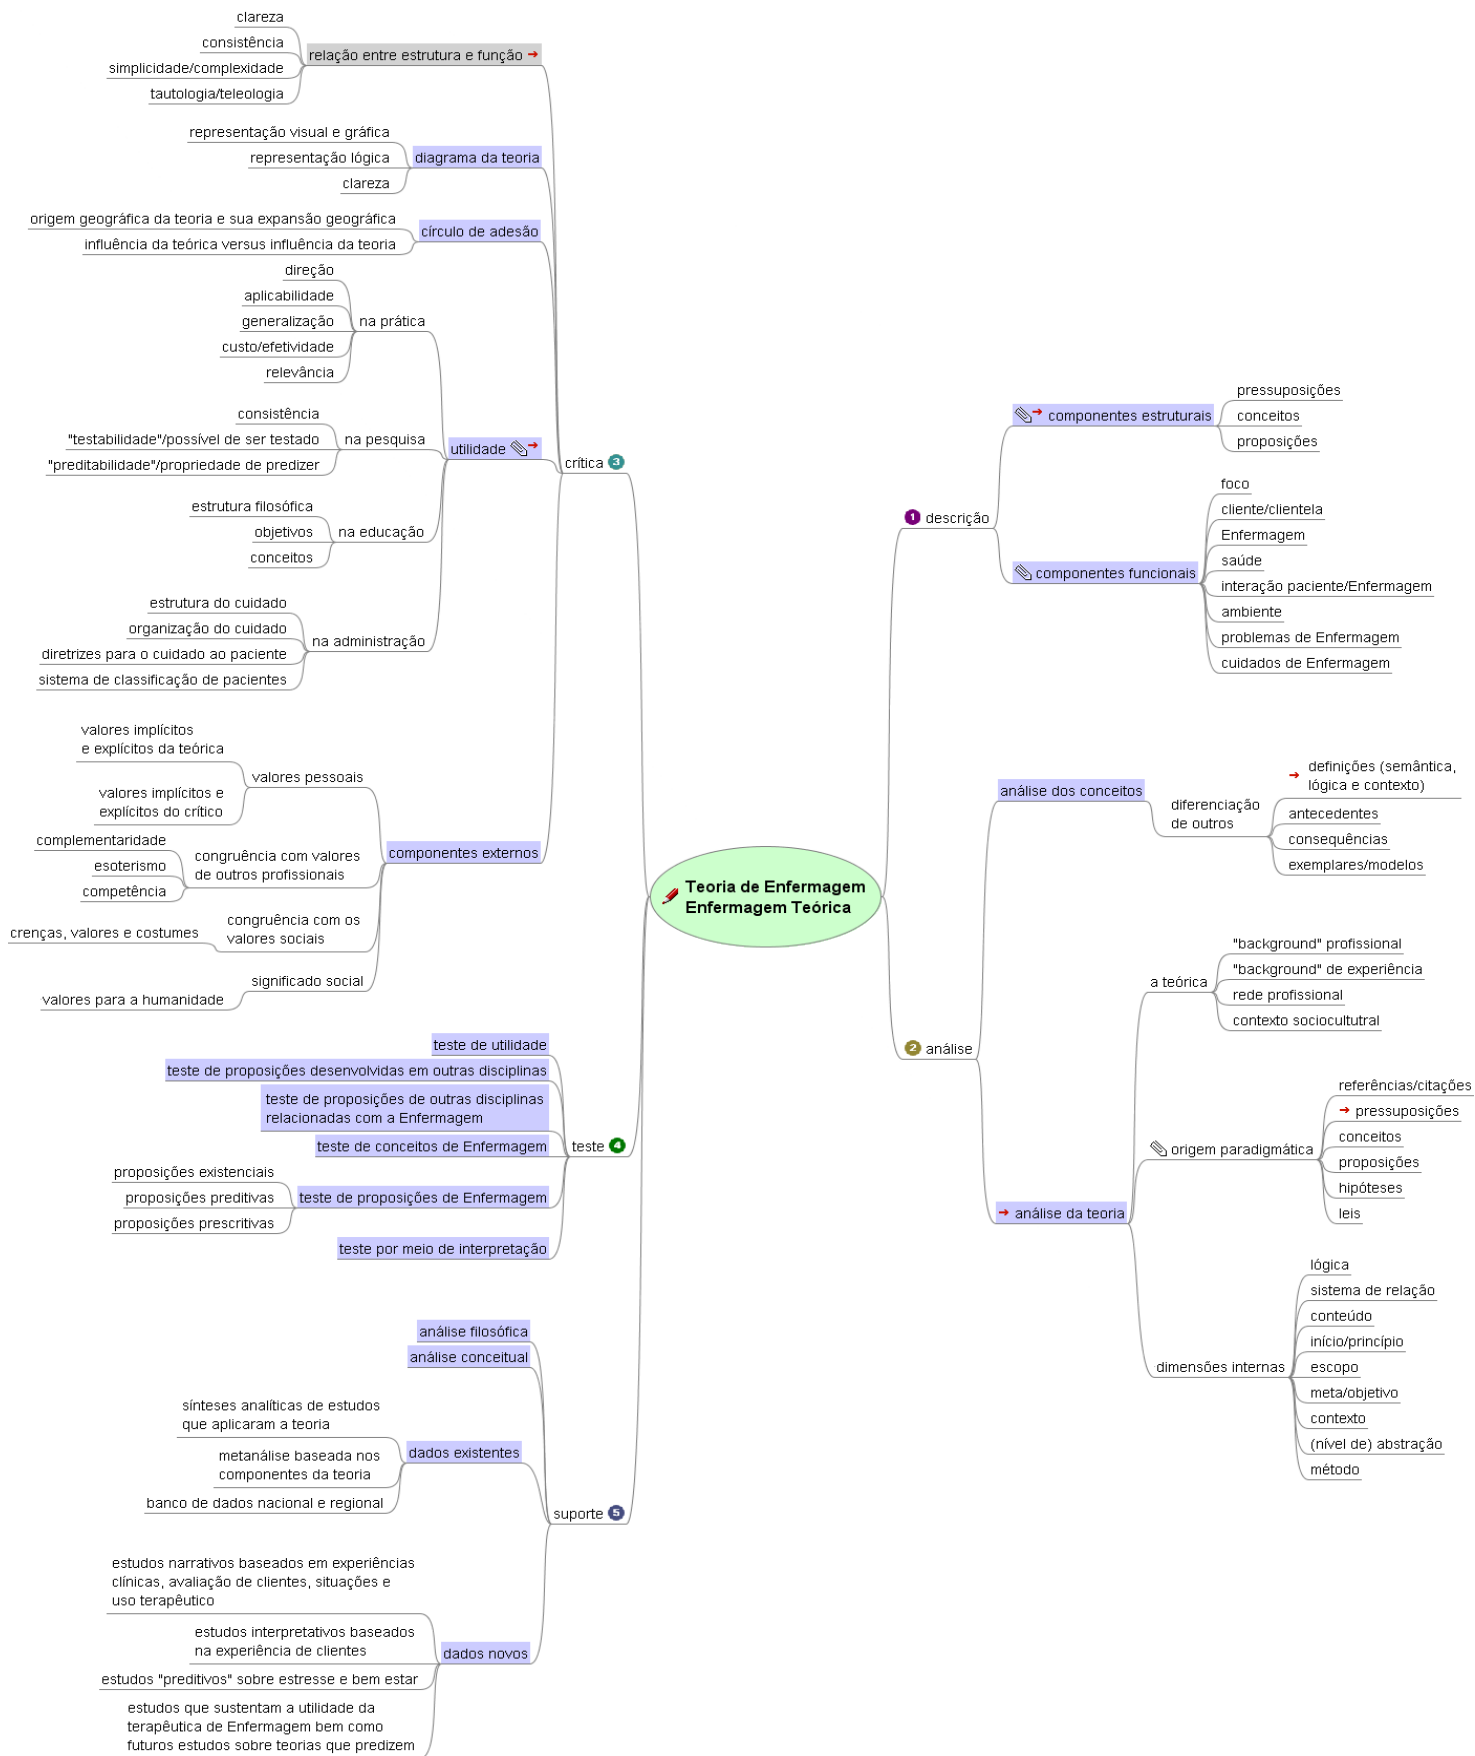 Teoria de Enfermagem
Enfermagem Teórica
1 descrição
componentes estruturais
pressuposições
conceitos
proposições
componentes funcionais
foco
cliente/clientela
Enfermagem
saúde
interação paciente/Enfermagem
ambiente
problemas de Enfermagem
cuidados de Enfermagem
2 análise
análise dos conceitos
diferenciação
de outros
definições (semântica,
lógica e contexto)
antecedentes
consequências
exemplares/modelos
análise da teoria
a teórica
"background" profissional
"background" de experiência
rede profissional
contexto sociocultutral
origem paradigmática
referências/citações
pressuposições
conceitos
proposições
hipóteses
leis
dimensões internas
lógica
sistema de relação
conteúdo
início/princípio
escopo
meta/objetivo
contexto
(nível de) abstração
método
crítica 3
relação entre estrutura e função
clareza
consistência
simplicidade/complexidade
tautologia/teleologia
diagrama da teoria
representação visual e gráfica
representação lógica
clareza
círculo de adesão
origem geográfica da teoria e sua expansão geográfica
influência da teórica versus influência da teoria
utilidade
na prática
direção
aplicabilidade
generalização
custo/efetividade
relevância
na pesquisa
consistência
"testabilidade"/possível de ser testado
"preditabilidade"/propriedade de predizer
na educação
estrutura filosófica
objetivos
conceitos
na administração
estrutura do cuidado
organização do cuidado
diretrizes para o cuidado ao paciente
sistema de classificação de pacientes
componentes externos
valores pessoais
valores implícitos
e explícitos da teórica
valores implícitos e
explícitos do crítico
congruência com valores
de outros profissionais
complementaridade
esoterismo
competência
congruência com os
valores sociais
crenças, valores e costumes
significado social
valores para a humanidade
teste 4
teste de utilidade
teste de proposições desenvolvidas em outras disciplinas
teste de proposições de outras disciplinas
relacionadas com a Enfermagem
teste de conceitos de Enfermagem
teste de proposições de Enfermagem
proposições existenciais
proposições preditivas
proposições prescritivas
teste por meio de interpretação
suporte 5
análise filosófica
análise conceitual
dados existentes
sínteses analíticas de estudos
que aplicaram a teoria
metanálise baseada nos
componentes da teoria
banco de dados nacional e regional
dados novos
estudos narrativos baseados em experiências
clínicas, avaliação de clientes, situações e
uso terapêutico
estudos interpretativos baseados
na experiência de clientes
estudos "preditivos" sobre estresse e bem estar
estudos que sustentam a utilidade da
terapêutica de Enfermagem bem como
futuros estudos sobre teorias que predizem